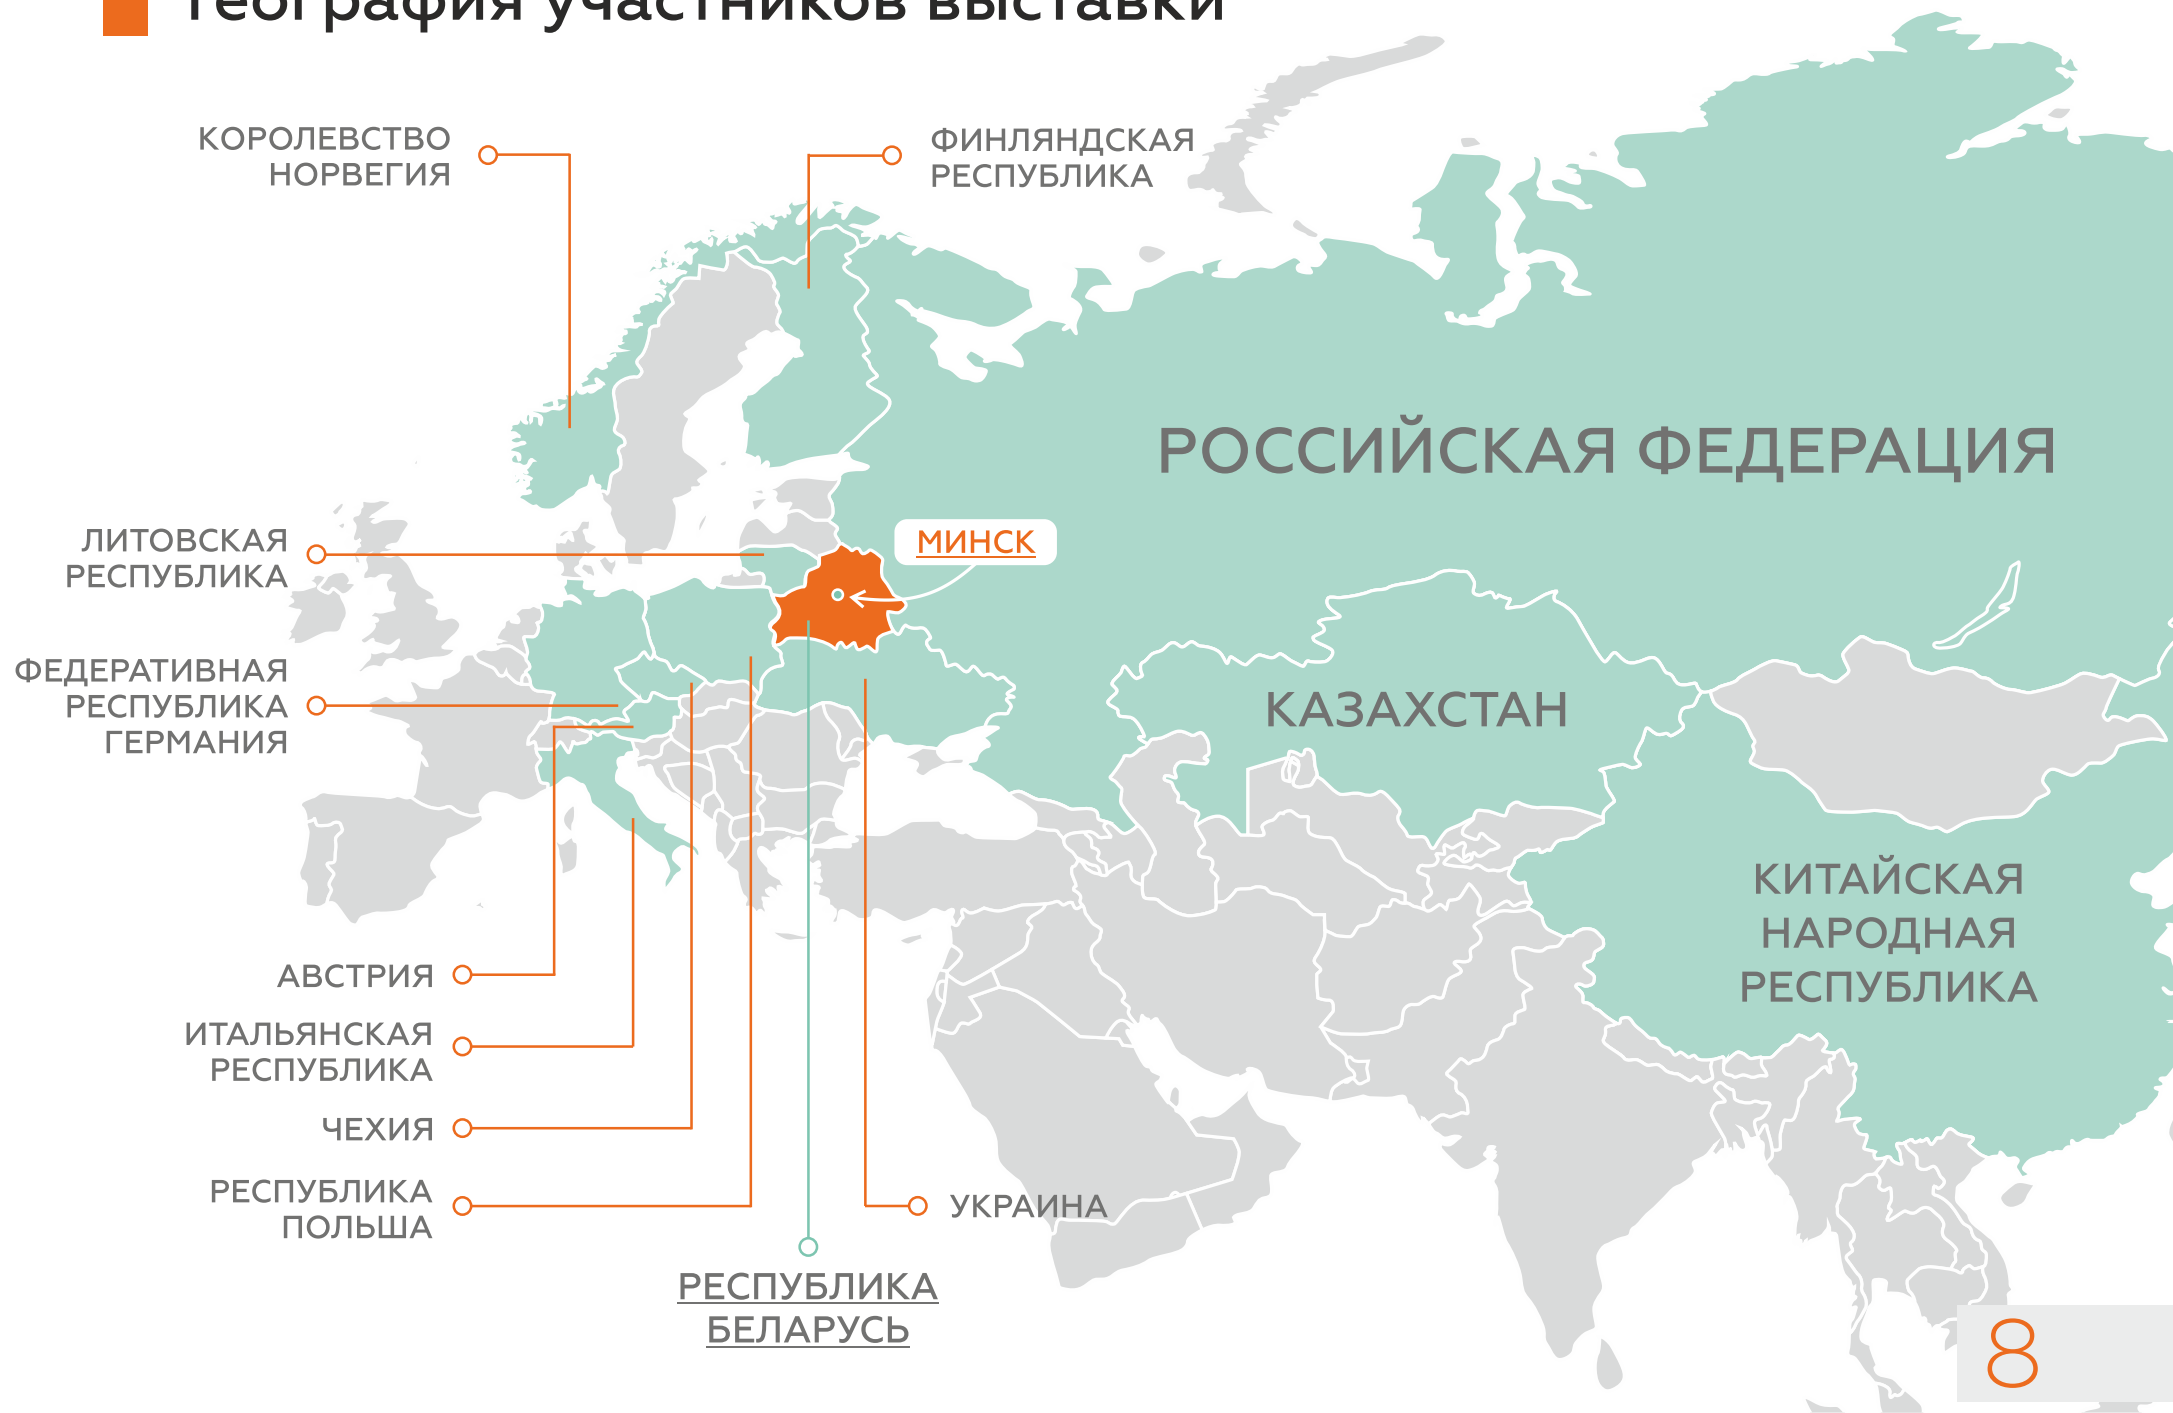 География участников выставки
КОРОЛЕВСТВО
НОРВЕГИЯ
ФИНЛЯНДСКАЯ
РЕСПУБЛИКА
РОССИЙСКАЯ ФЕДЕРАЦИЯ
ЛИТОВСКАЯ
РЕСПУБЛИКА
МИНСК
ФЕДЕРАТИВНАЯ
РЕСПУБЛИКА
ГЕРМАНИЯ
КАЗАХСТАН
КИТАЙСКАЯ
НАРОДНАЯ
РЕСПУБЛИКА
АВСТРИЯ
ИТАЛЬЯНСКАЯ
РЕСПУБЛИКА
ЧЕХИЯ
РЕСПУБЛИКА
ПОЛЬША
УКРАИНА
РЕСПУБЛИКА
БЕЛАРУСЬ
8